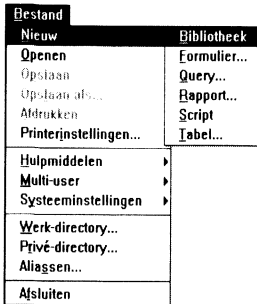 Bestand
Nieuw
Openen
Opslaan
Opslaan als...
Afdrukken
Printerinstellingen...
Hulpmiddelen
Multi-user
Systeeminstellingen
Werk-directory...
Privé-directory...
Aliassen...
Afsluiten
Bibliotheek
Formulier...
Query...
Rapport...
Script
Tabel...